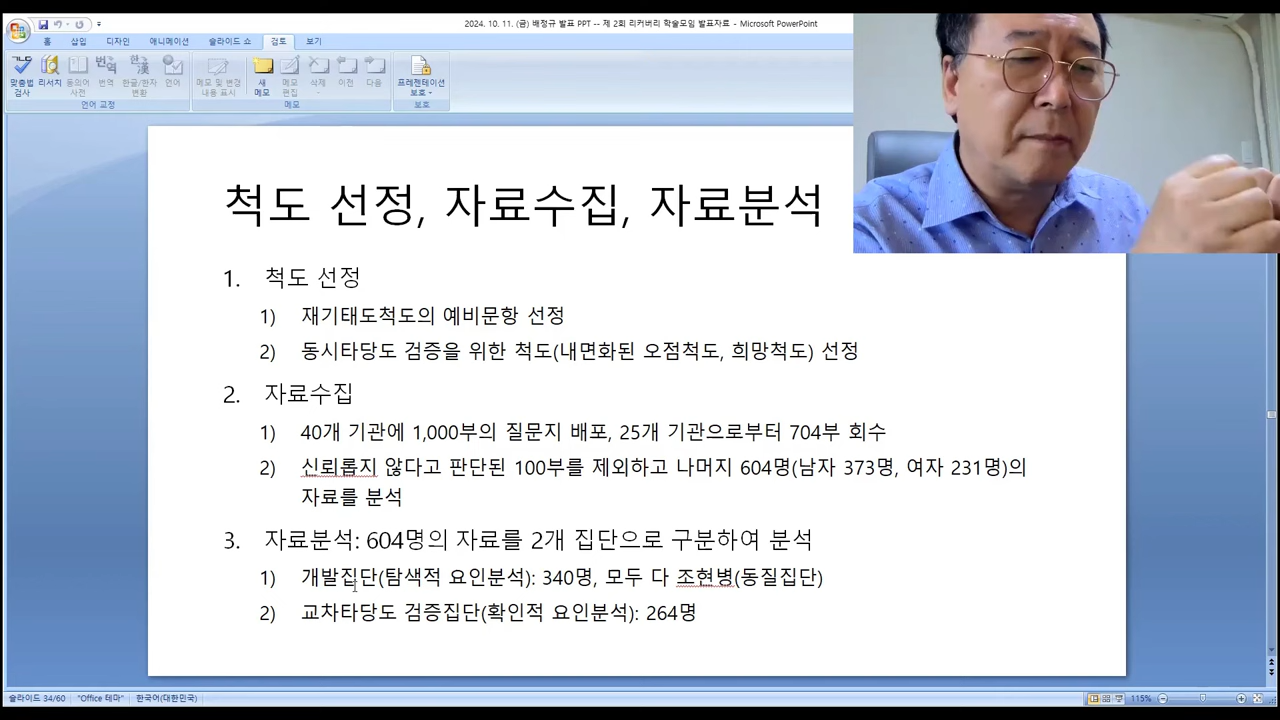 2024. 10. 11. (금) 배정규 발표 PPT -- 제 2회 리커버리 학술모임 발표자료 - Microsoft PowerPoint
홈 삽입 디자인 애니메이션 슬라이드 쇼 검토 보기
맞춤법 검사 리서치 동의어 사전 번역 한글/한자 변환 언어 메모 및 변경 내용 표시 새 메모 메모 편집 삭제 이전 다음 프레젠테이션 보호
언어 교정 메모 보호
척도 선정, 자료수집, 자료분석
1. 척도 선정
1) 재기태도척도의 예비문항 선정
2) 동시타당도 검증을 위한 척도(내면화된 오점척도, 희망척도) 선정
2. 자료수집
1) 40개 기관에 1,000부의 질문지 배포, 25개 기관으로부터 704부 회수
2) 신뢰롭지 않다고 판단된 100부를 제외하고 나머지 604명(남자 373명, 여자 231명)의
자료를 분석
3. 자료분석: 604명의 자료를 2개 집단으로 구분하여 분석
1) 개발집단(탐색적 요인분석): 340명, 모두 다 조현병(동질집단)
2) 교차타당도 검증집단(확인적 요인분석): 264명
슬라이드 34/60 "Office 테마" 한국어(대한민국) 115%